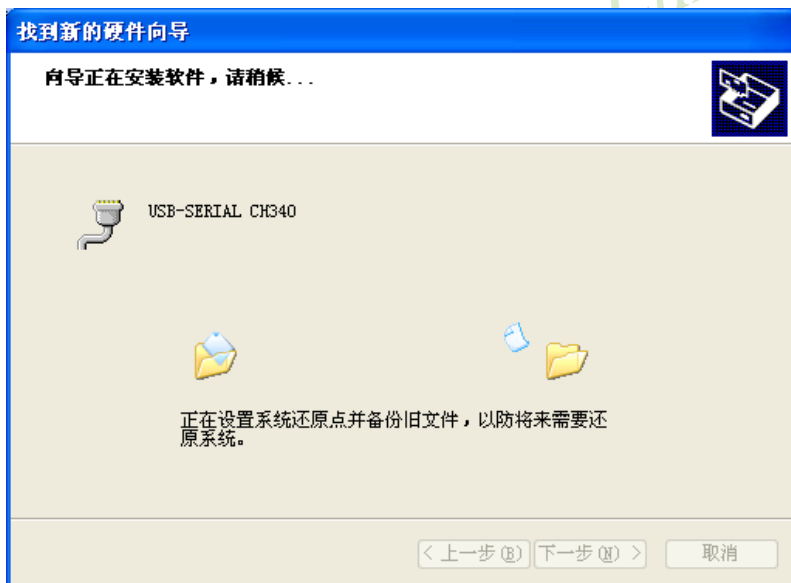 找到新的硬件向导
向导正在安装软件，请稍候...
USB-SERIAL CH340
正在设置系统还原点并备份旧文件，以防将来需要还
原系统。
< 上一步(B) 下一步(N) > 取消